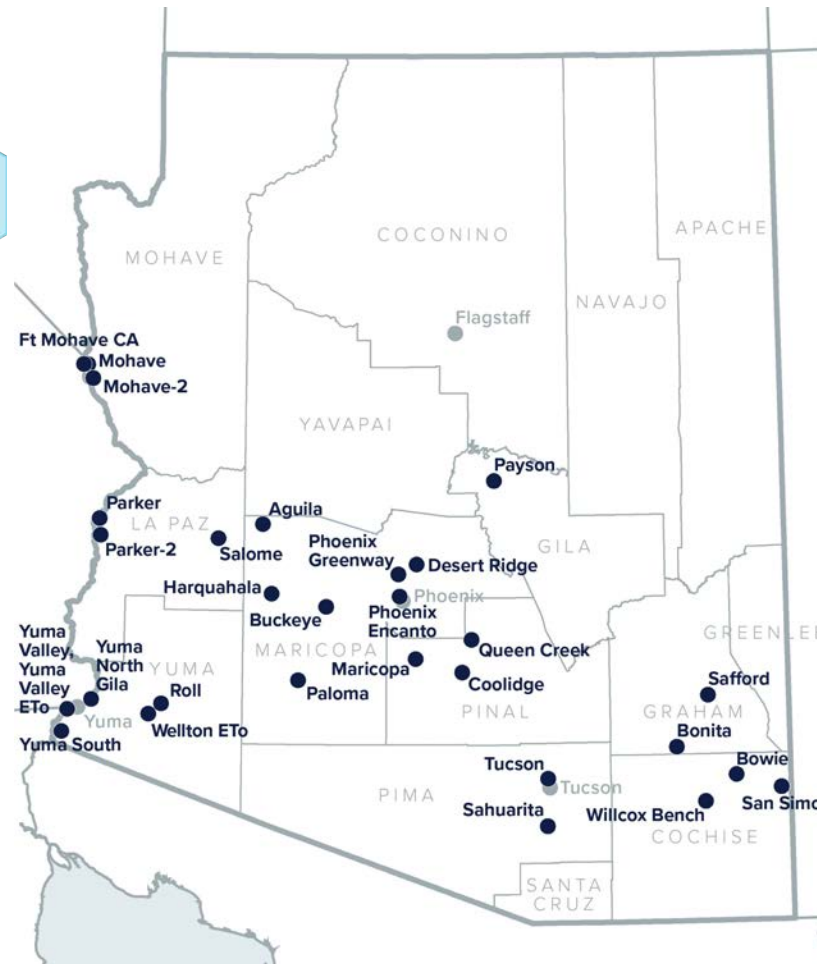 APACHE
COCONINO
MOHAVE
NAVAJO
Flagstaff
Ft Mohave CA
Mohave
Mohave-2
YAVAPAI
Payson
Parker
LA PAZ
Aguila
Parker-2
Salome
Phoenix
Greenway
Desert Ridge
GILA
Harquahala
Buckeye
Phoenix
Phoenix
Encanto
GREENLEE
Yuma
Valley,
Yuma
Valley
ETo
Yuma
North
Gila
YUMA
MARICOPA
Queen Creek
Maricopa
Coolidge
Roll
Paloma
Safford
PINAL
GRAHAM
Yuma
Wellton ETo
Yuma South
Bonita
Tucson
Tucson
Bowie
PIMA
Sahuarita
Willcox Bench
San Simo
COCHISE
SANTA
CRUZ